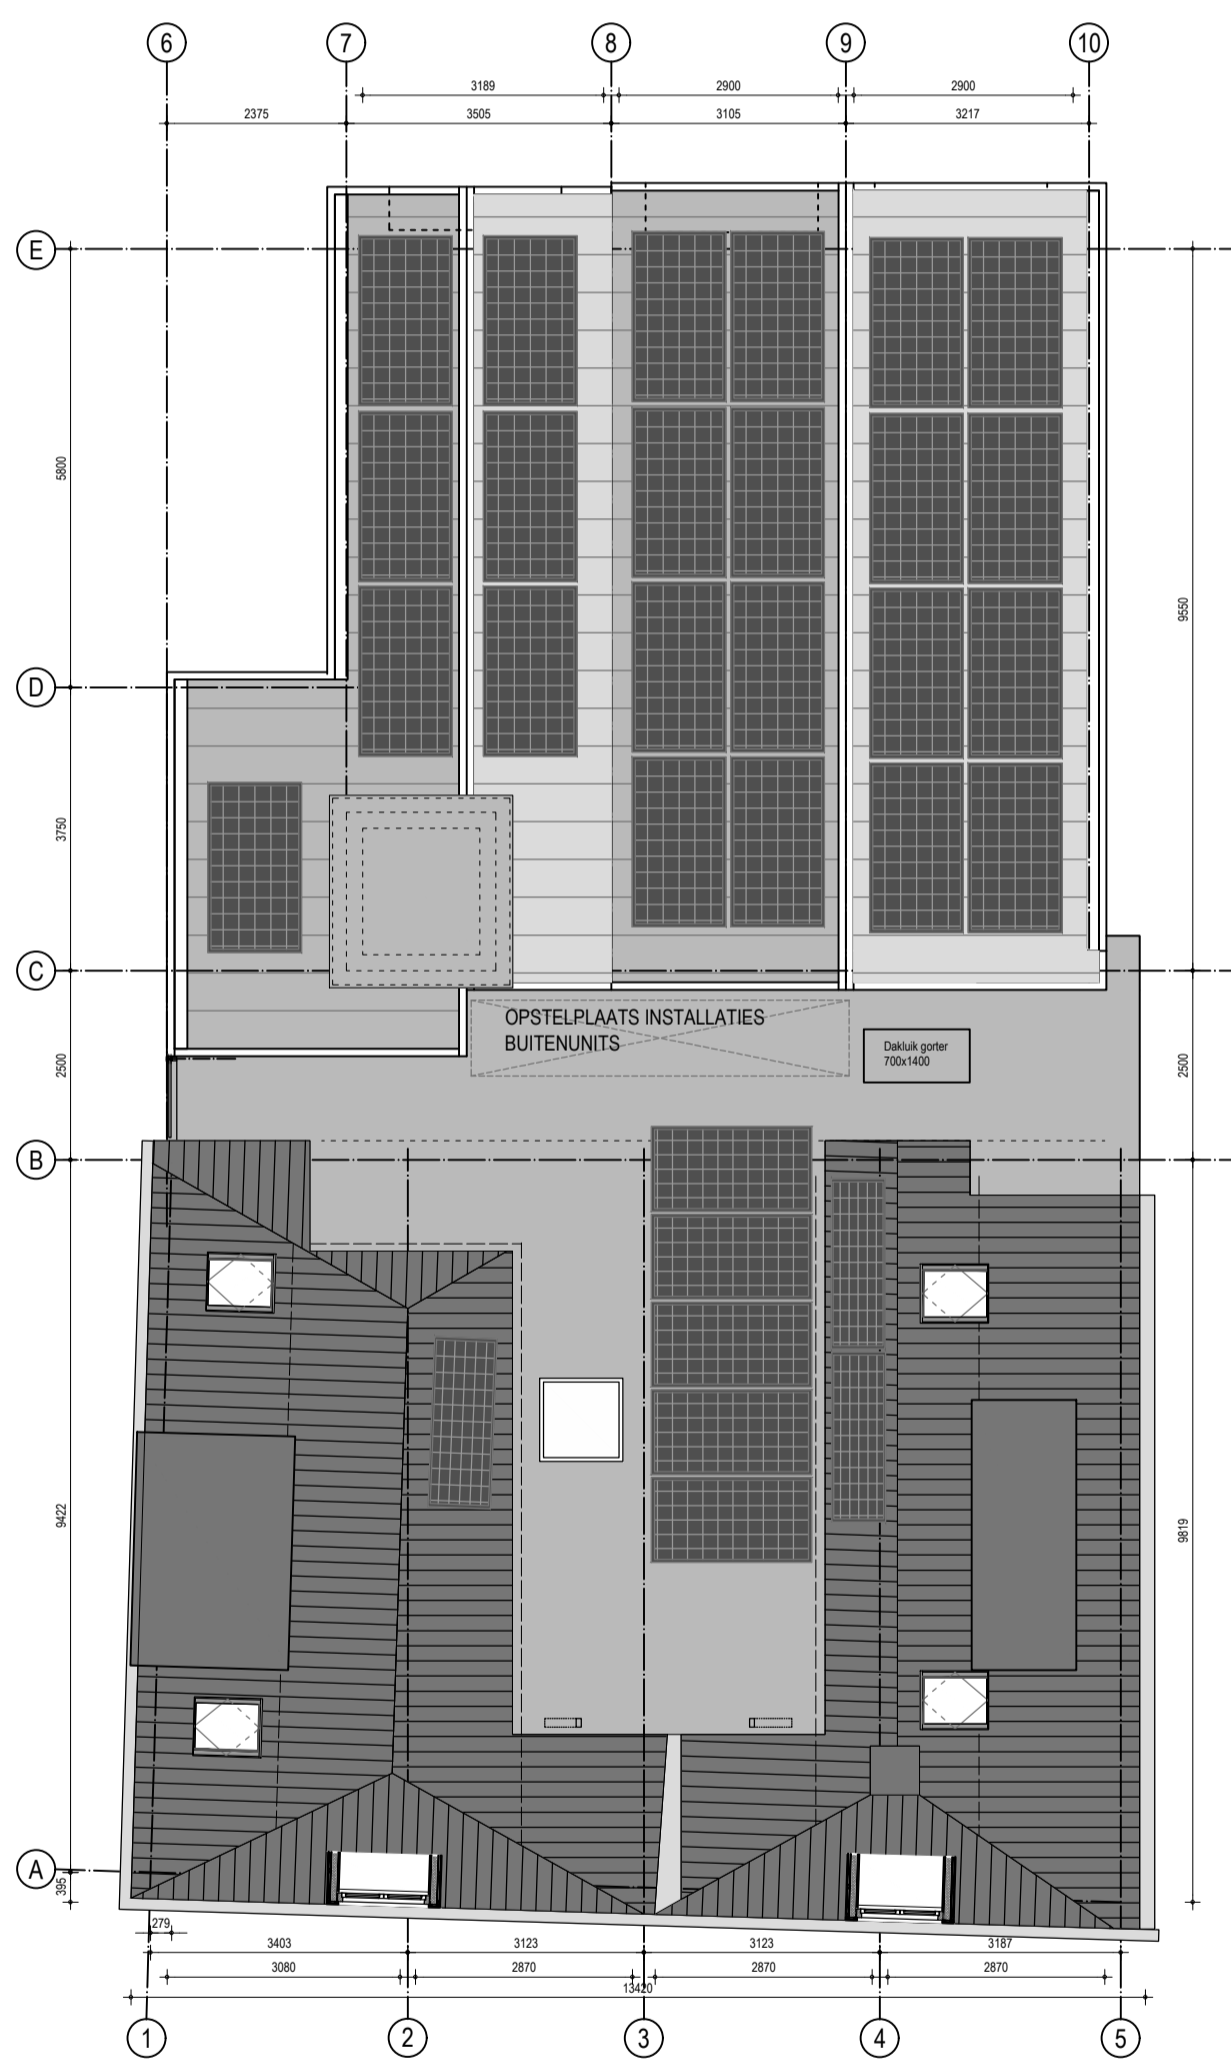 6 7 8 9 10
3189 2900 2900
2375 3505 3105 3217
E
5800
9550
D
3750
C
OPSTELPLAATS INSTALLATIES
BUITENUNITS
Dakluik gorter
700x1400
2500 2500
B
9422 9819
A
395
279
3403 3123 3123 3187
3080 2870 2870 2870
13420
1 2 3 4 5